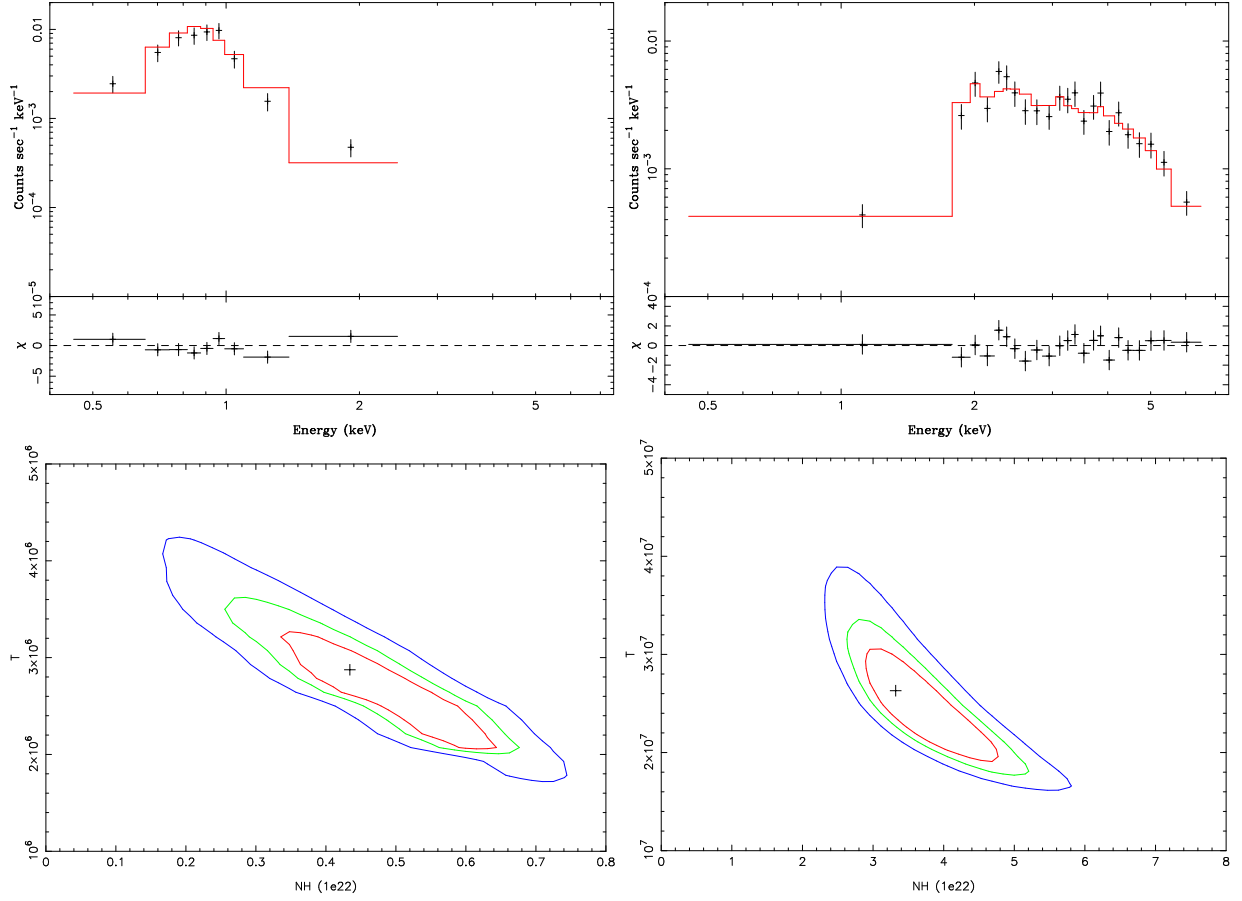 0.01
10⁻³
10⁻⁴
10⁻⁵
Counts sec⁻¹ keV⁻¹
5
0
−5
χ
0.5 1 2 5
Energy (keV)
0.01
10⁻³
Counts sec⁻¹ keV⁻¹
2
0
−2
−4
χ
0.5 1 2 5
Energy (keV)
5×10⁶
4×10⁶
3×10⁶
2×10⁶
10⁶
T
0 0.1 0.2 0.3 0.4 0.5 0.6 0.7 0.8
NH (1e22)
5×10⁷
4×10⁷
3×10⁷
2×10⁷
10⁷
T
0 1 2 3 4 5 6 7 8
NH (1e22)